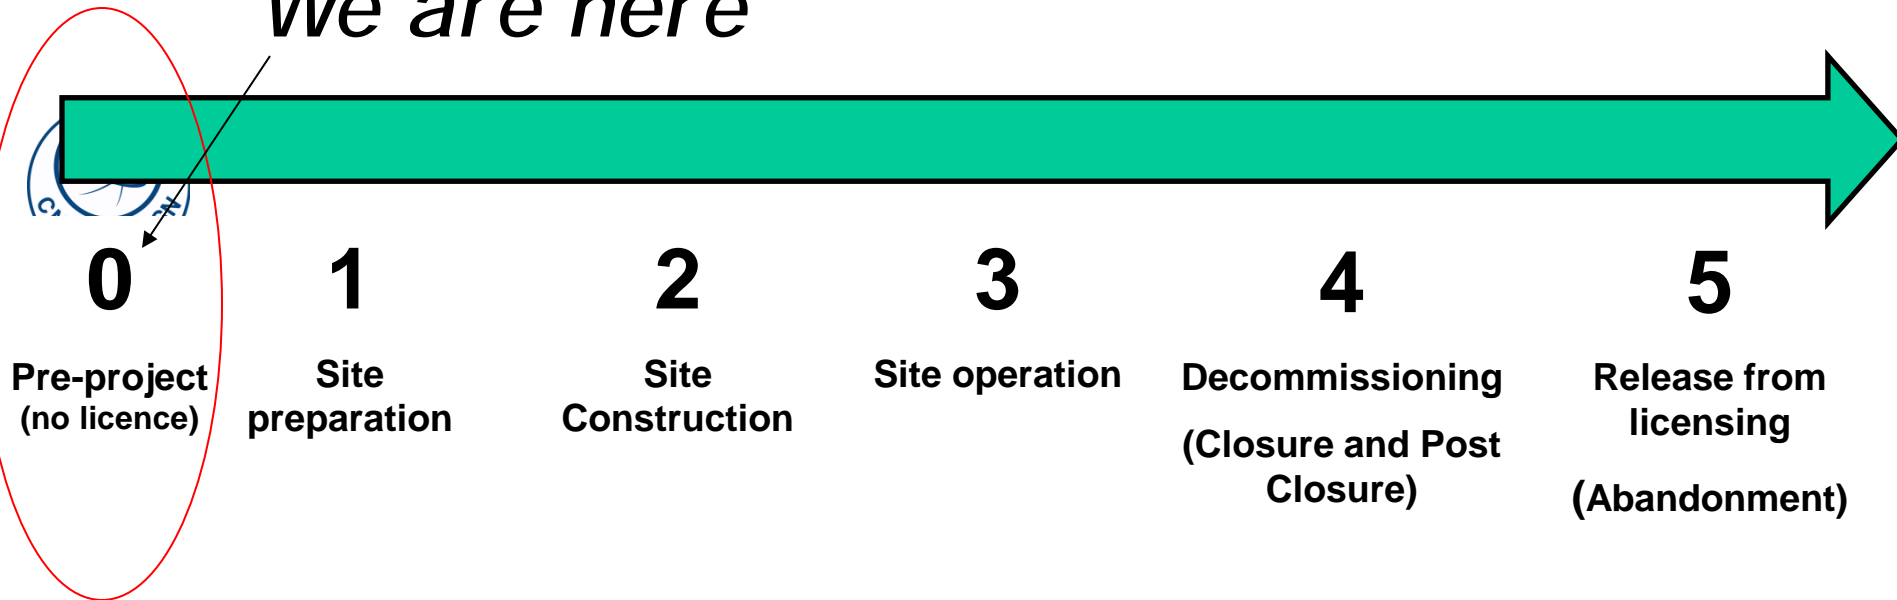 We are here
0
1
2
3
4
5
Pre-project
(no licence)
Site
preparation
Site
Construction
Site operation
Decommissioning
(Closure and Post
Closure)
Release from
licensing
(Abandonment)